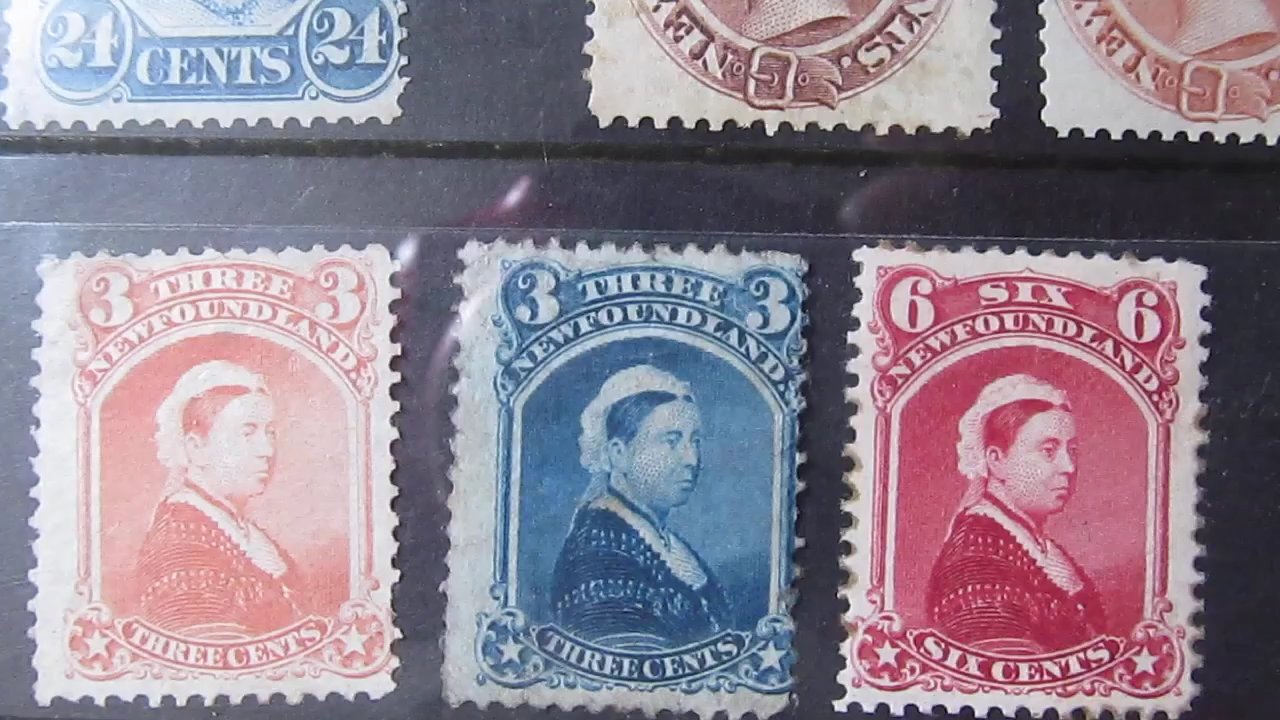 24 CENTS 24
3 THREE 3
NEWFOUNDLAND.
THREE CENTS
3 THREE 3
NEWFOUNDLAND.
THREE CENTS
6 SIX 6
NEWFOUNDLAND.
SIX CENTS